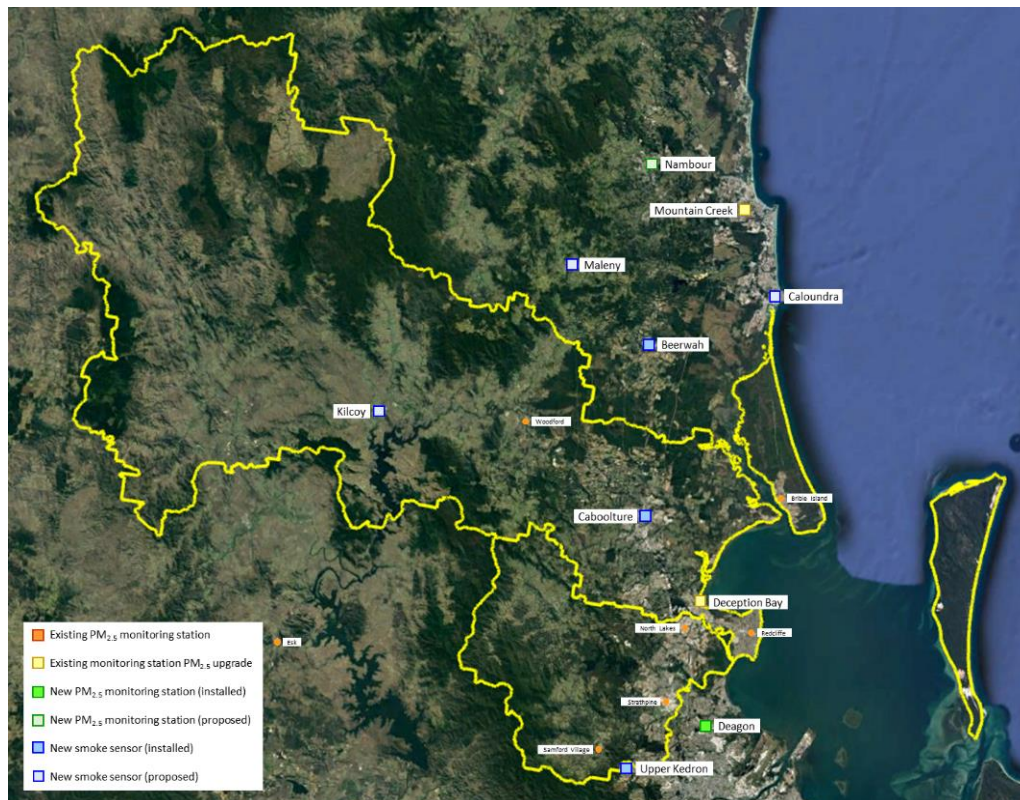 Nambour
Mountain Creek
Maleny
Caloundra
Beerwah
Kilcoy
Woodford
Bribie Island
Caboolture
Deception Bay
North Lakes
Redcliffe
Esk
Strathpine
Deagon
Samford Village
Upper Kedron
Existing PM2.5 monitoring station
Existing monitoring station PM2.5 upgrade
New PM2.5 monitoring station (installed)
New PM2.5 monitoring station (proposed)
New smoke sensor (installed)
New smoke sensor (proposed)